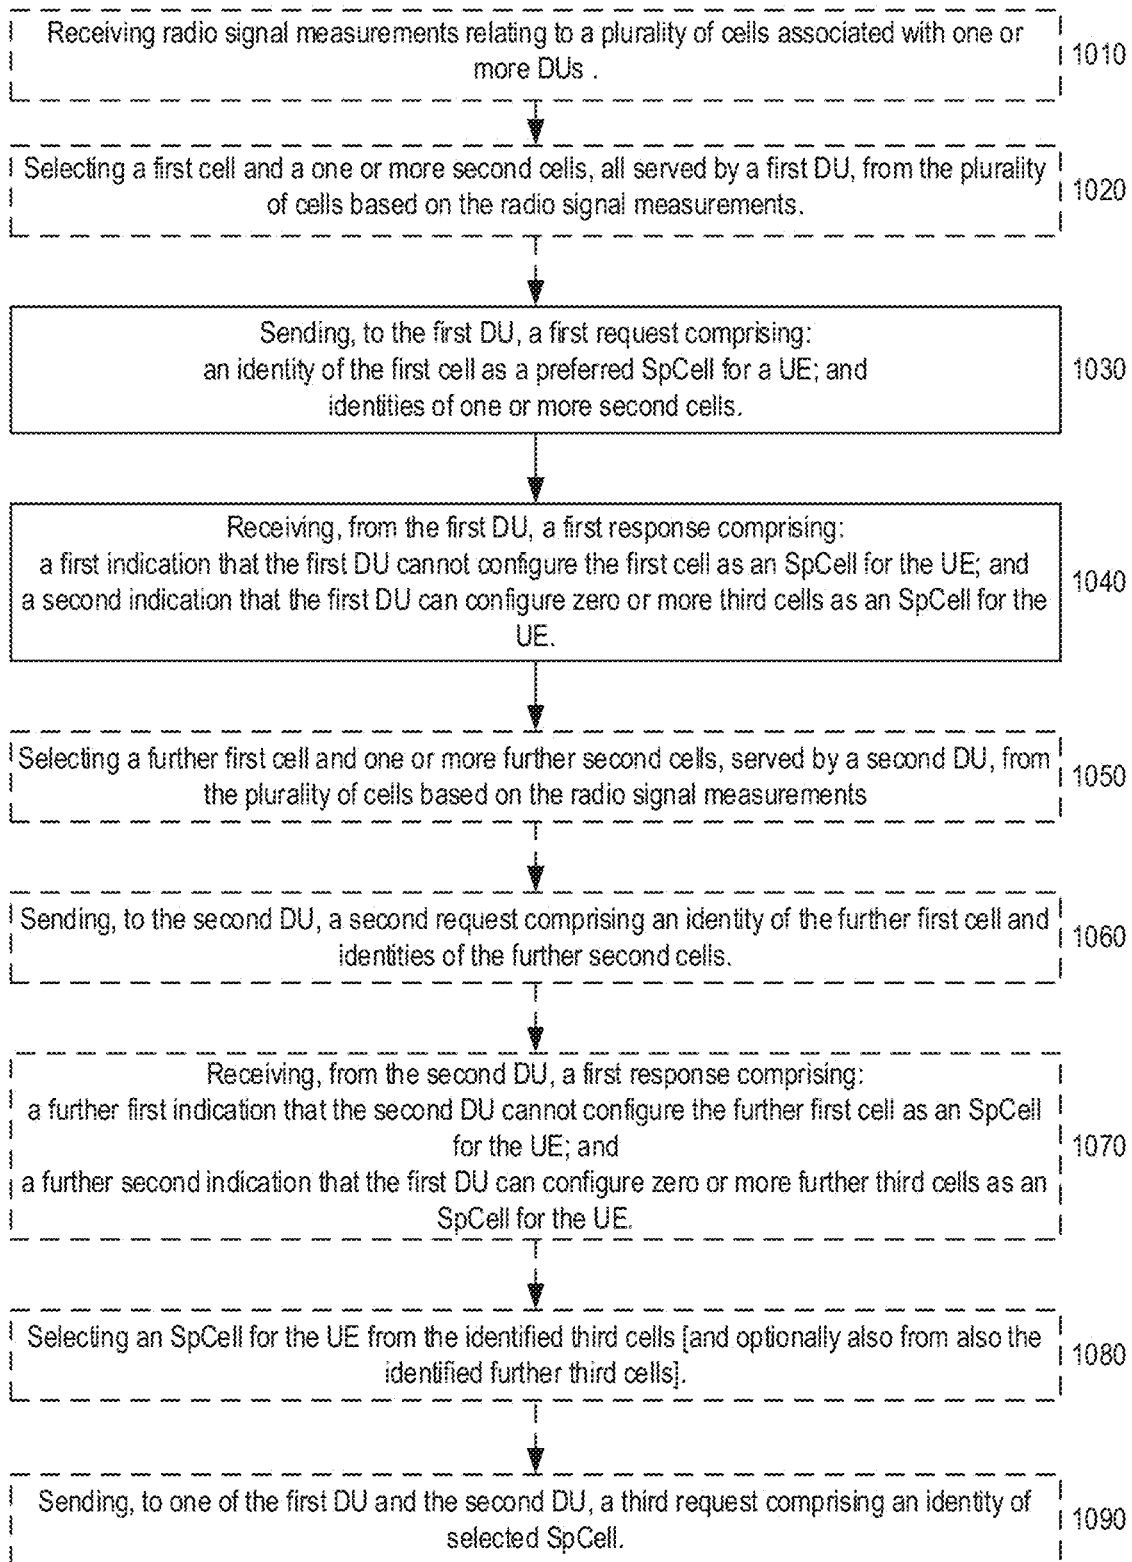 Receiving radio signal measurements relating to a plurality of cells associated with one or
more DUs .
1010
Selecting a first cell and a one or more second cells, all served by a first DU, from the plurality
of cells based on the radio signal measurements.
1020
Sending, to the first DU, a first request comprising:
an identity of the first cell as a preferred SpCell for a UE; and
identities of one or more second cells.
1030
Receiving, from the first DU, a first response comprising:
a first indication that the first DU cannot configure the first cell as an SpCell for the UE; and
a second indication that the first DU can configure zero or more third cells as an SpCell for the
UE.
1040
Selecting a further first cell and one or more further second cells, served by a second DU, from
the plurality of cells based on the radio signal measurements
1050
Sending, to the second DU, a second request comprising an identity of the further first cell and
identities of the further second cells.
1060
Receiving, from the second DU, a first response comprising:
a further first indication that the second DU cannot configure the further first cell as an SpCell
for the UE; and
a further second indication that the first DU can configure zero or more further third cells as an
SpCell for the UE.
1070
Selecting an SpCell for the UE from the identified third cells [and optionally also from also the
identified further third cells].
1080
Sending, to one of the first DU and the second DU, a third request comprising an identity of
selected SpCell.
1090